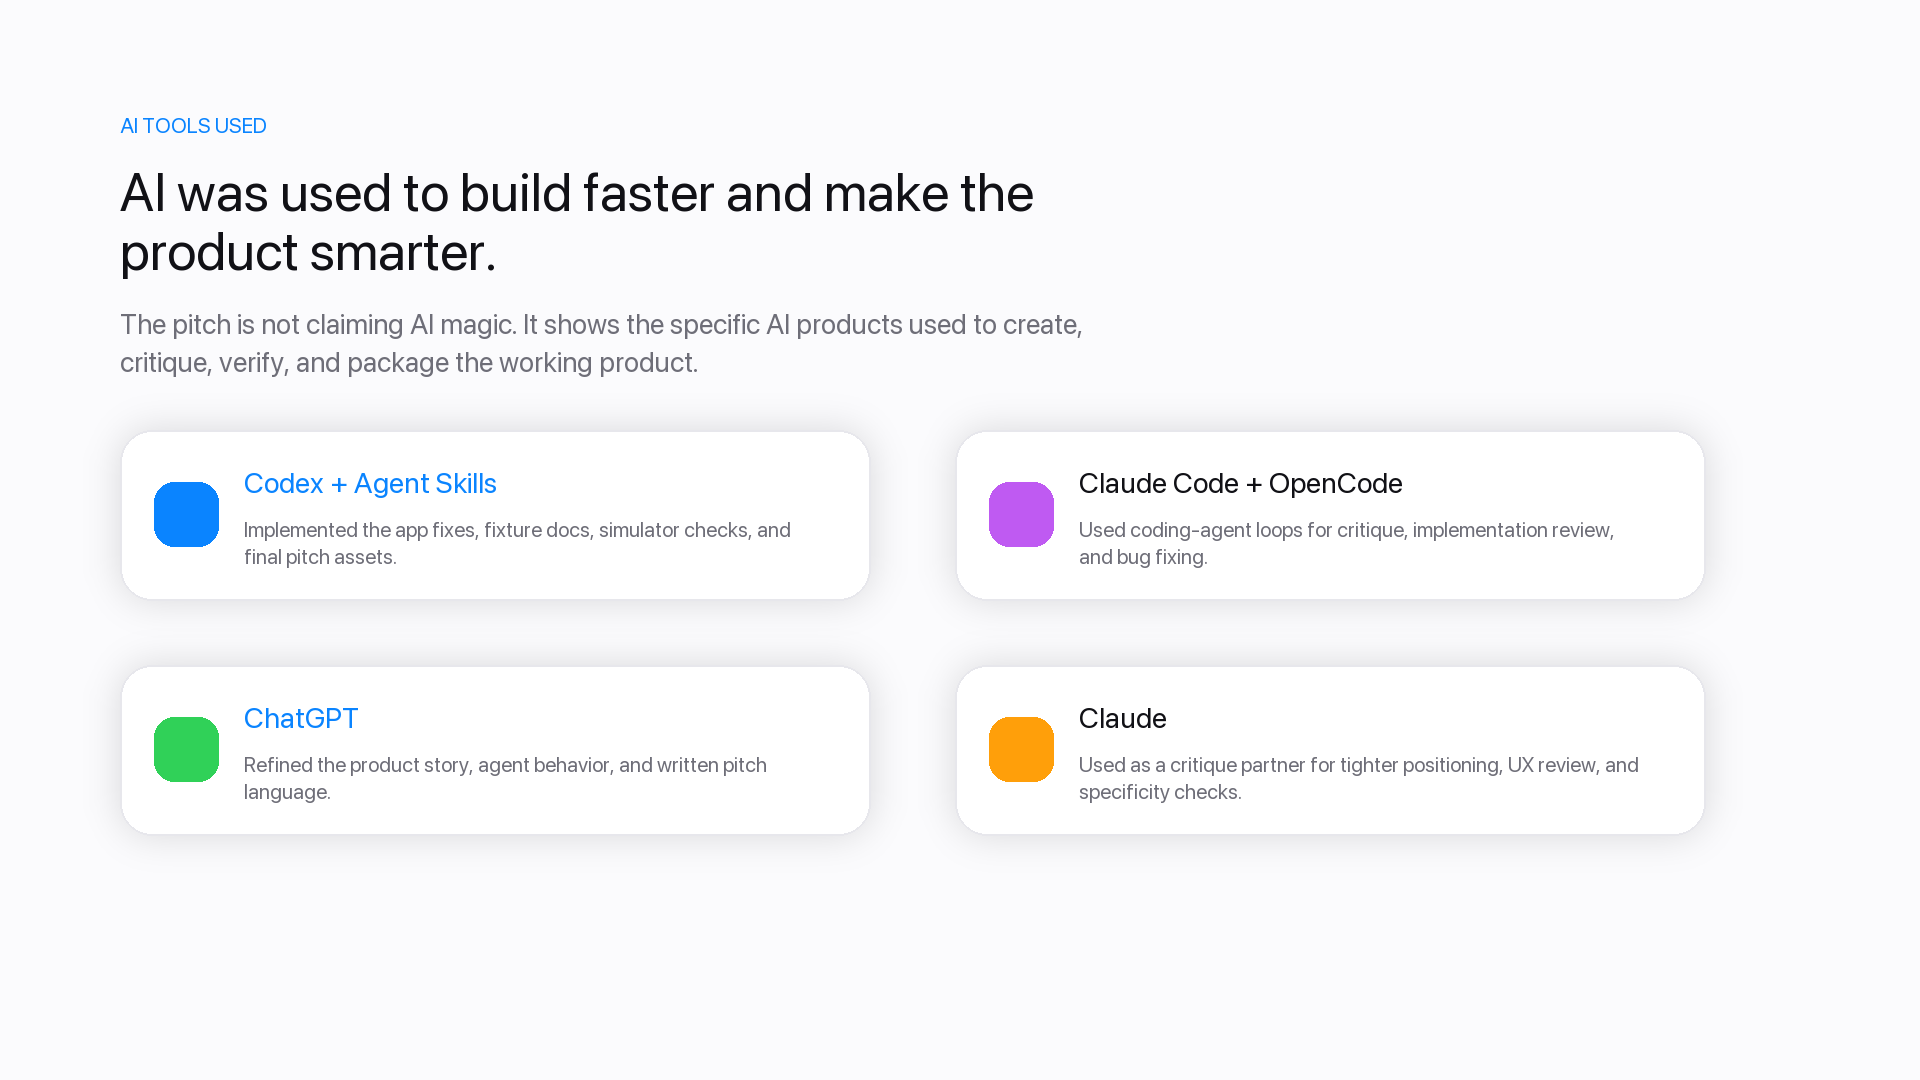 AI TOOLS USED
AI was used to build faster and make the
product smarter.
The pitch is not claiming AI magic. It shows the specific AI products used to create,
critique, verify, and package the working product.
Codex + Agent Skills
Implemented the app fixes, fixture docs, simulator checks, and
final pitch assets.
Claude Code + OpenCode
Used coding-agent loops for critique, implementation review,
and bug fixing.
ChatGPT
Refined the product story, agent behavior, and written pitch
language.
Claude
Used as a critique partner for tighter positioning, UX review, and
specificity checks.